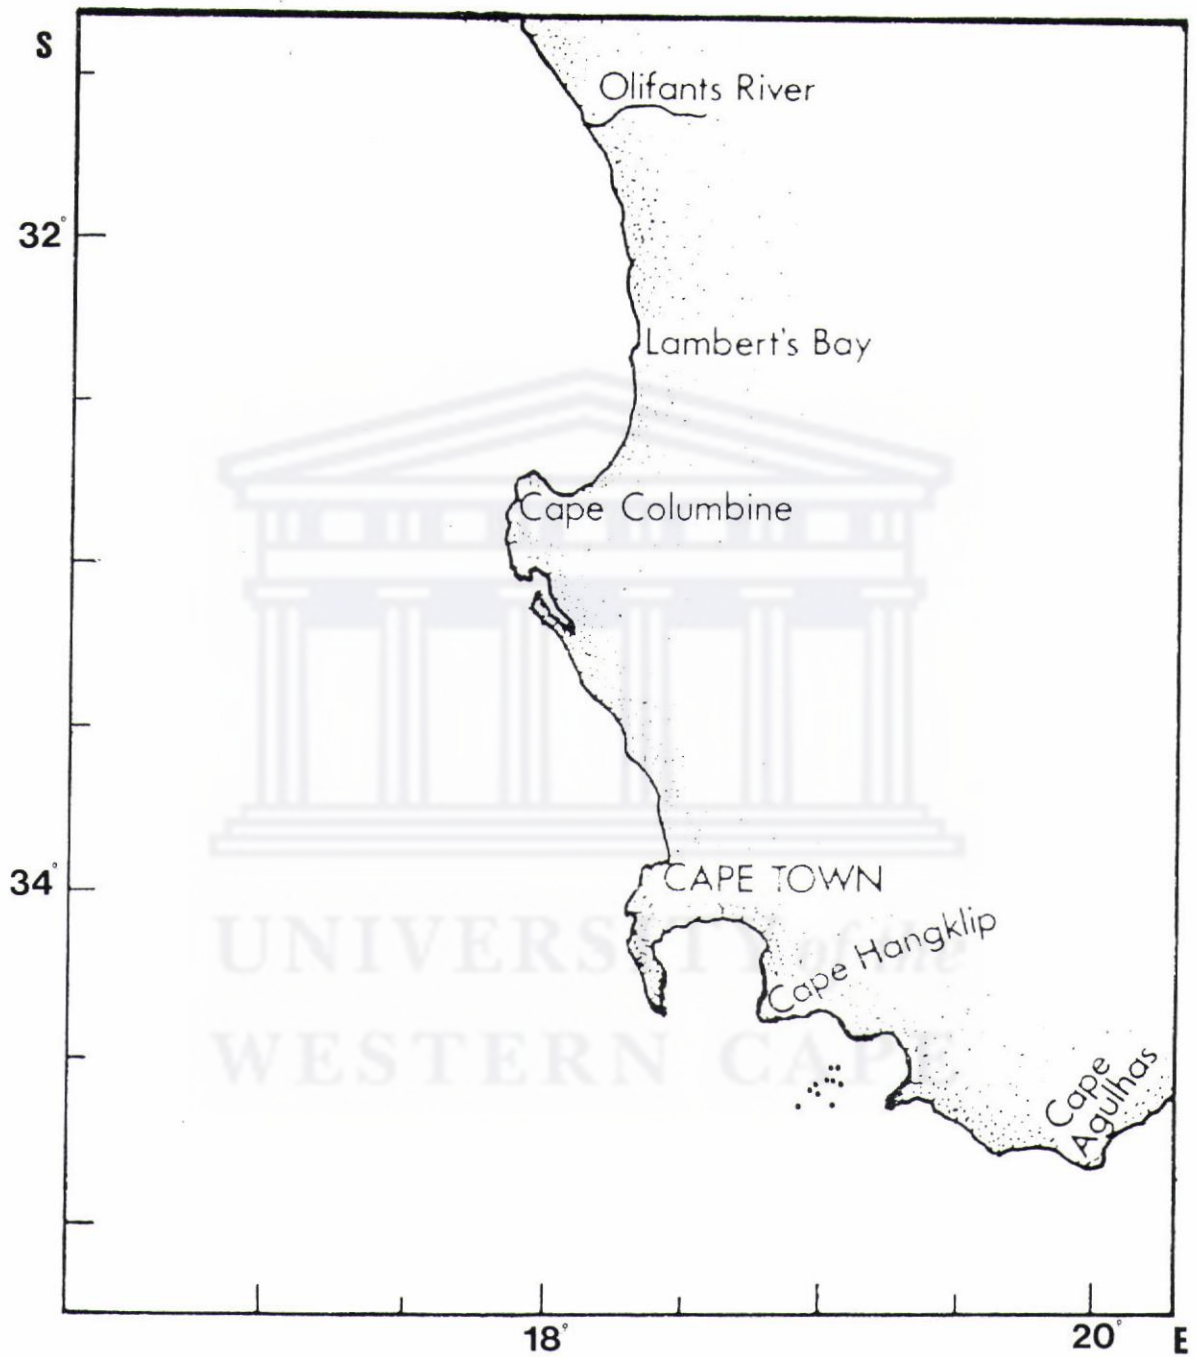 S
Olifants River
32°
Lambert's Bay
Cape Columbine
34°
CAPE TOWN
Cape Hangklip
UNIVERSITY of the
WESTERN CAPE
Cape
Agulhas
18°
20°
E